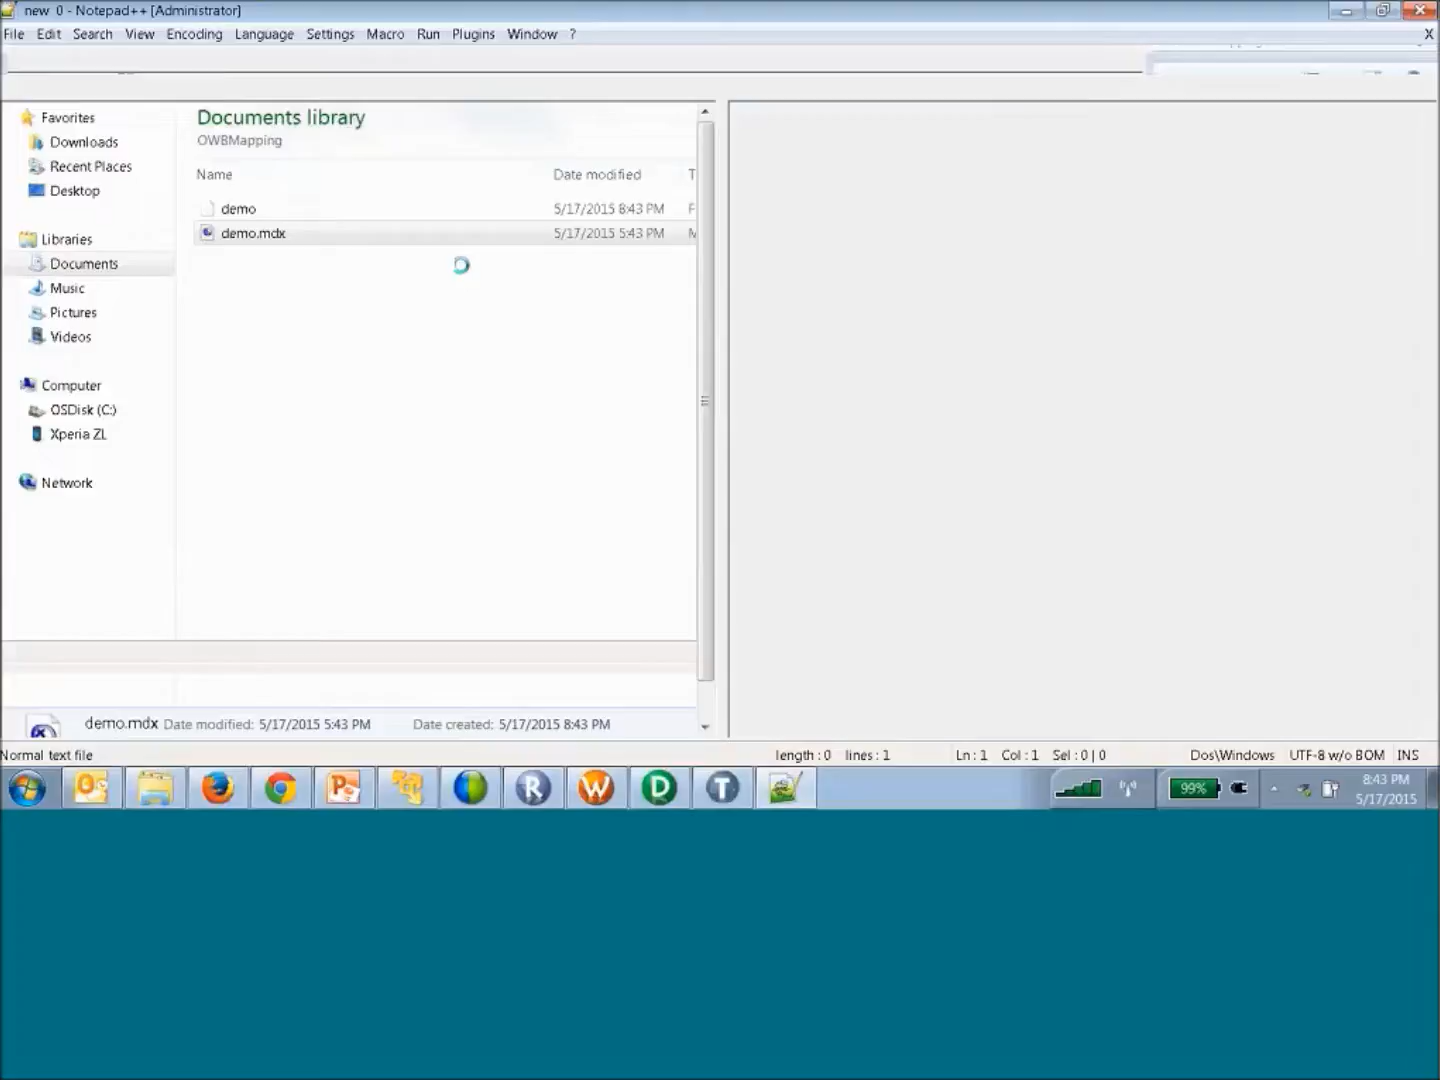 new 0 - Notepad++ [Administrator]
File Edit Search View Encoding Language Settings Macro Run Plugins Window ? X
Favorites
Downloads
Recent Places
Desktop
Libraries
Documents
Music
Pictures
Videos
Computer
OSDisk (C:)
Xperia ZL
Network
Documents library
OWBMapping
Name Date modified T
demo 5/17/2015 8:43 PM F
demo.mdx 5/17/2015 5:43 PM M
demo.mdx Date modified: 5/17/2015 5:43 PM Date created: 5/17/2015 8:43 PM
Normal text file length : 0 lines : 1 Ln : 1 Col : 1 Sel : 0 | 0 Dos\Windows UTF-8 w/o BOM INS
99% 8:43 PM
5/17/2015